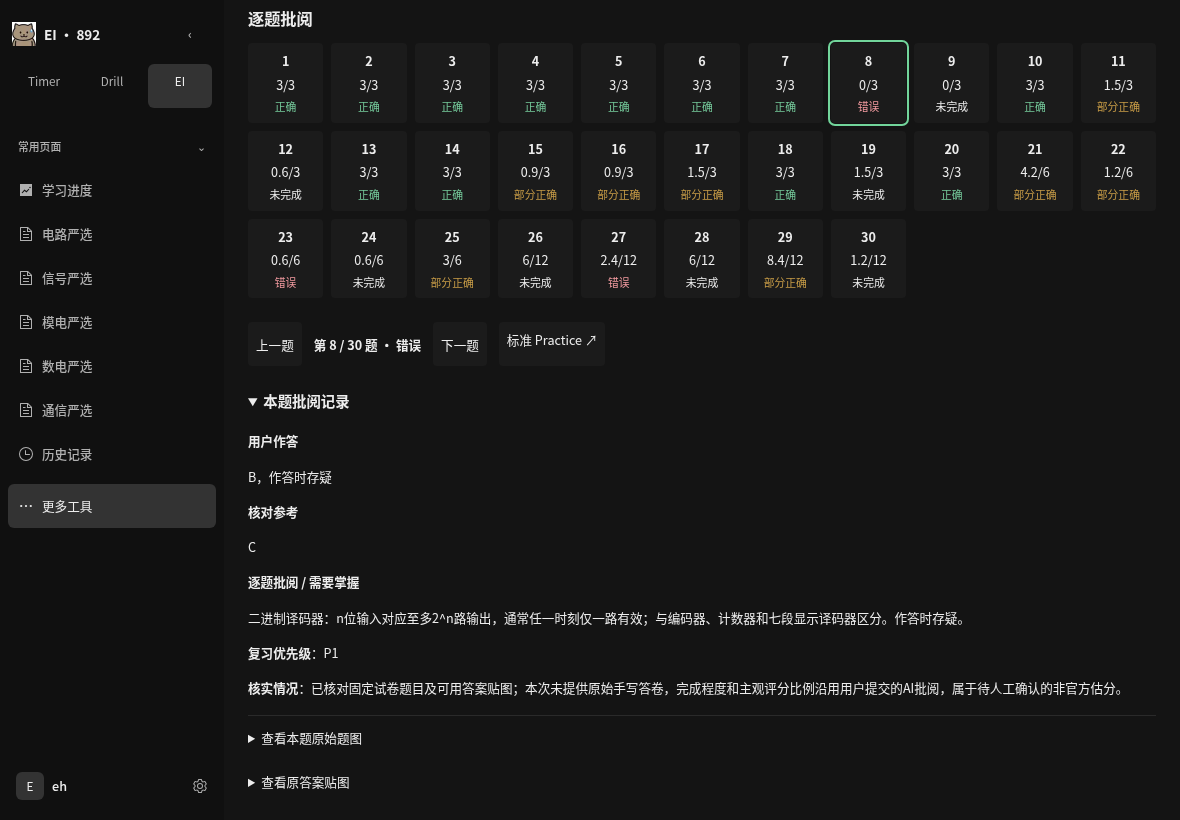 EI • 892
‹
Timer
Drill
EI
常用页面
学习进度
电路严选
信号严选
模电严选
数电严选
通信严选
历史记录
··· 更多工具
E
eh
逐题批阅
1
3/3
正确
2
3/3
正确
3
3/3
正确
4
3/3
正确
5
3/3
正确
6
3/3
正确
7
3/3
正确
8
0/3
错误
9
0/3
未完成
10
3/3
正确
11
1.5/3
部分正确
12
0.6/3
未完成
13
3/3
正确
14
3/3
正确
15
0.9/3
部分正确
16
0.9/3
部分正确
17
1.5/3
部分正确
18
3/3
正确
19
1.5/3
未完成
20
3/3
正确
21
4.2/6
部分正确
22
1.2/6
部分正确
23
0.6/6
错误
24
0.6/6
未完成
25
3/6
部分正确
26
6/12
未完成
27
2.4/12
错误
28
6/12
未完成
29
8.4/12
部分正确
30
1.2/12
未完成
上一题
第 8 / 30 题 • 错误
下一题
标准 Practice ↗
▼ 本题批阅记录
用户作答
B，作答时存疑
核对参考
C
逐题批阅 / 需要掌握
二进制译码器：n位输入对应至多2^n路输出，通常任一时刻仅一路有效；与编码器、计数器和七段显示译码器区分。作答时存疑。
复习优先级：P1
核实情况：已核对固定试卷题目及可用答案贴图；本次未提供原始手写答卷，完成程度和主观评分比例沿用用户提交的AI批阅，属于待人工确认的非官方估分。
▶ 查看本题原始题图
▶ 查看原答案贴图